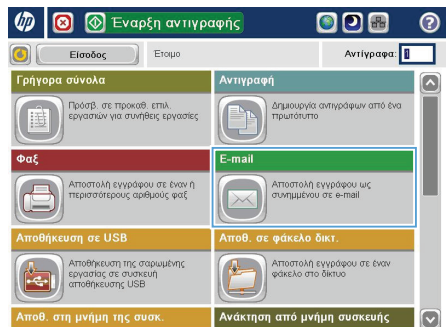 hp Έναρξη αντιγραφής ?
Είσοδος Έτοιμο Αντίγραφα: 1
Γρήγορα σύνολα
Πρόσβ. σε προκαθ. επιλ.
εργασιών για συνήθεις εργασίες
Αντιγραφή
Δημιουργία αντιγράφων από ένα
πρωτότυπο
Φαξ
Αποστολή εγγράφου σε έναν ή
περισσότερους αριθμούς φαξ
E-mail
Αποστολή εγγράφου ως
συνημμένου σε e-mail
Αποθήκευση σε USB
Αποθήκευση της σαρωμένης
εργασίας σε συσκευή
αποθήκευσης USB
Αποθ. σε φάκελο δικτ.
Αποστολή εγγράφου σε έναν
φάκελο στο δίκτυο
Αποθ. στη μνήμη της συσκ.
Ανάκτηση από μνήμη συσκευής